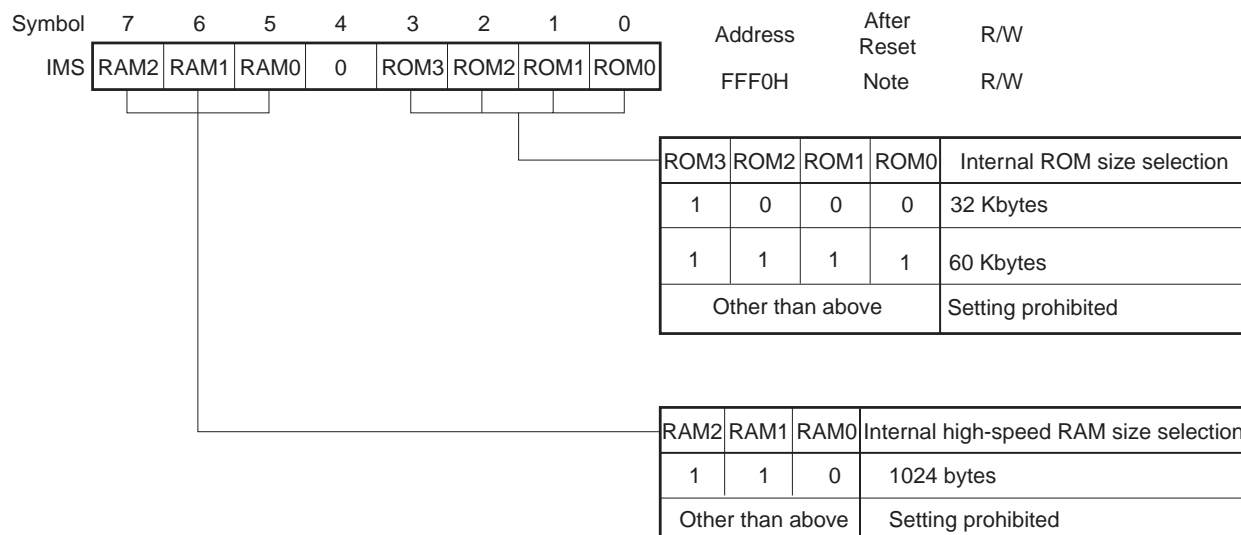 Symbol 7 6 5 4 3 2 1 0 Address After Reset R/W
IMS RAM2 RAM1 RAM0 0 ROM3 ROM2 ROM1 ROM0 FFF0H Note R/W
ROM3 ROM2 ROM1 ROM0 Internal ROM size selection
1 0 0 0 32 Kbytes
1 1 1 1 60 Kbytes
Other than above Setting prohibited
RAM2 RAM1 RAM0 Internal high-speed RAM size selection
1 1 0 1024 bytes
Other than above Setting prohibited